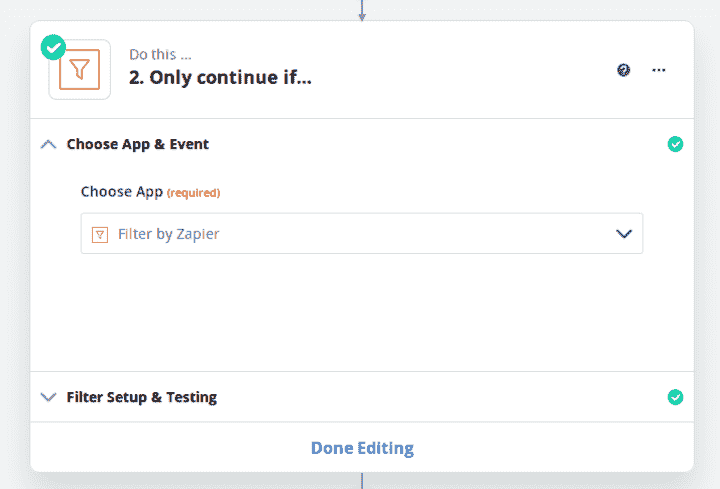 Do this ...
2. Only continue if...
Choose App & Event
Choose App (required)
Filter by Zapier
Filter Setup & Testing
Done Editing